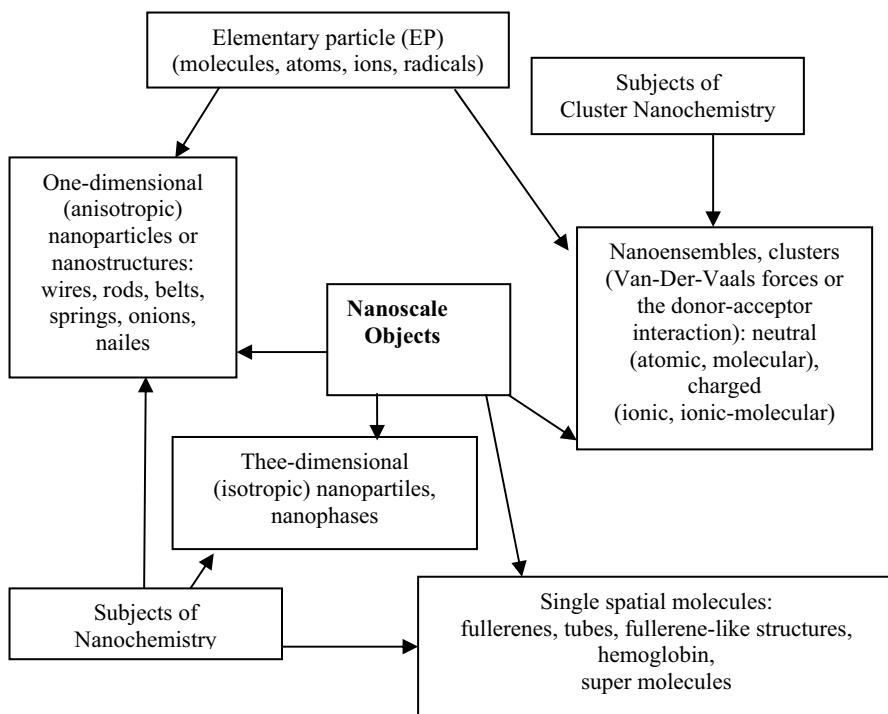 Elementary particle (EP)
(molecules, atoms, ions, radicals)
Subjects of
Cluster Nanochemistry
One-dimensional
(anisotropic)
nanoparticles or
nanostructures:
wires, rods, belts,
springs, onions,
nailes
Nanoscale
Objects
Nanoensembles, clusters
(Van-Der-Vaals forces or
the donor-acceptor
interaction): neutral
(atomic, molecular),
charged
(ionic, ionic-molecular)
Thee-dimensional
(isotropic) nanopartiles,
nanophases
Subjects of
Nanochemistry
Single spatial molecules:
fullerenes, tubes, fullerene-like structures,
hemoglobin,
super molecules